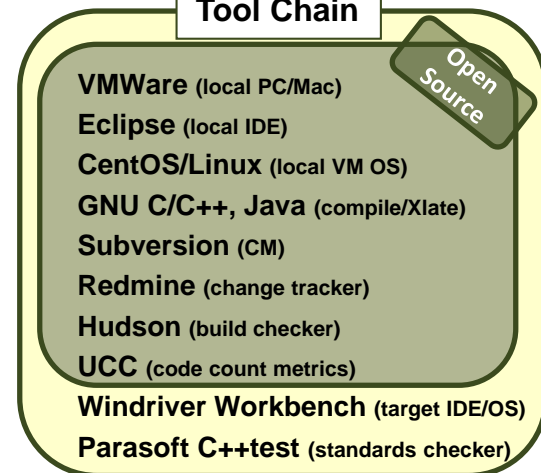 Tool Chain
Open
Source
VMWare (local PC/Mac)
Eclipse (local IDE)
CentOS/Linux (local VM OS)
GNU C/C++, Java (compile/Xlate)
Subversion (CM)
Redmine (change tracker)
Hudson (build checker)
UCC (code count metrics)
Windriver Workbench (target IDE/OS)
Parasoft C++test (standards checker)